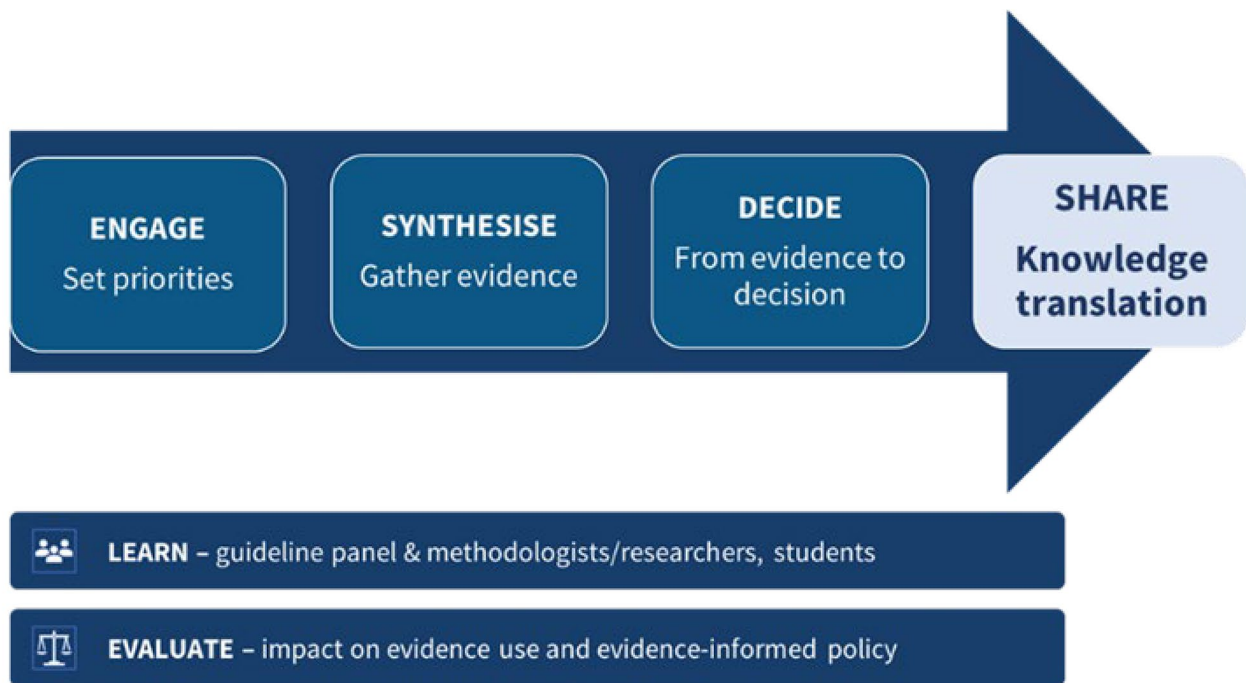 ENGAGE
Set priorities
SYNTHESISE
Gather evidence
DECIDE
From evidence to
decision
SHARE
Knowledge
translation
LEARN – guideline panel & methodologists/researchers, students
EVALUATE – impact on evidence use and evidence-informed policy